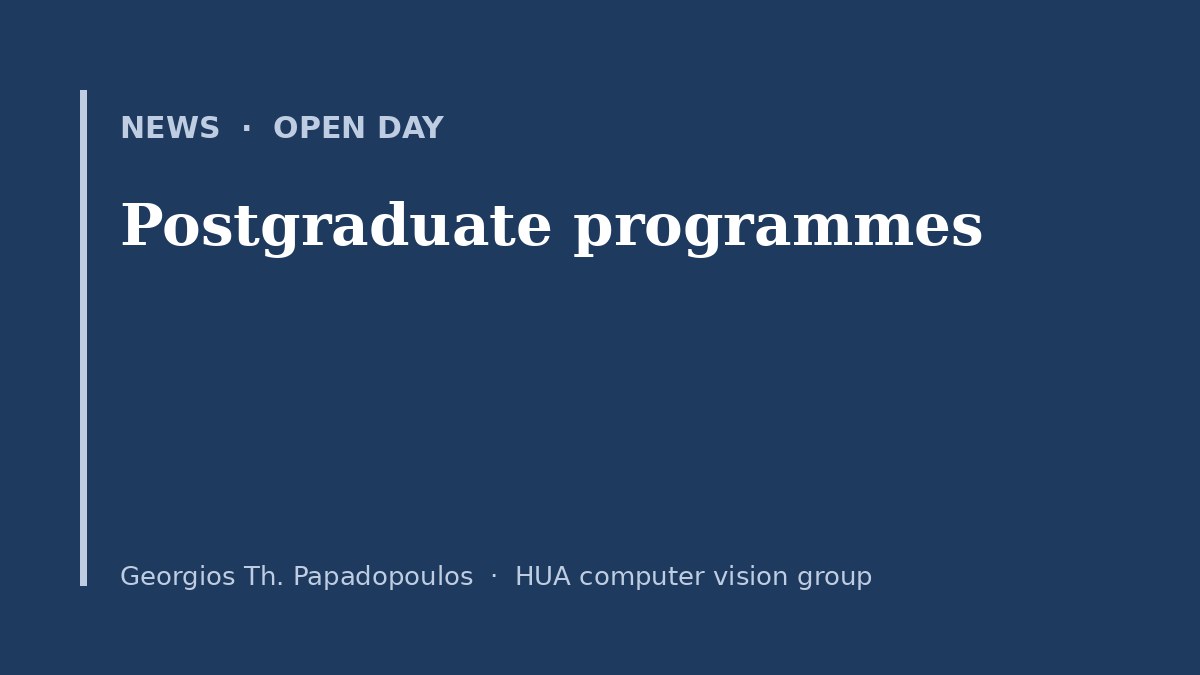 NEWS · OPEN DAY
Postgraduate programmes
Georgios Th. Papadopoulos · HUA computer vision group